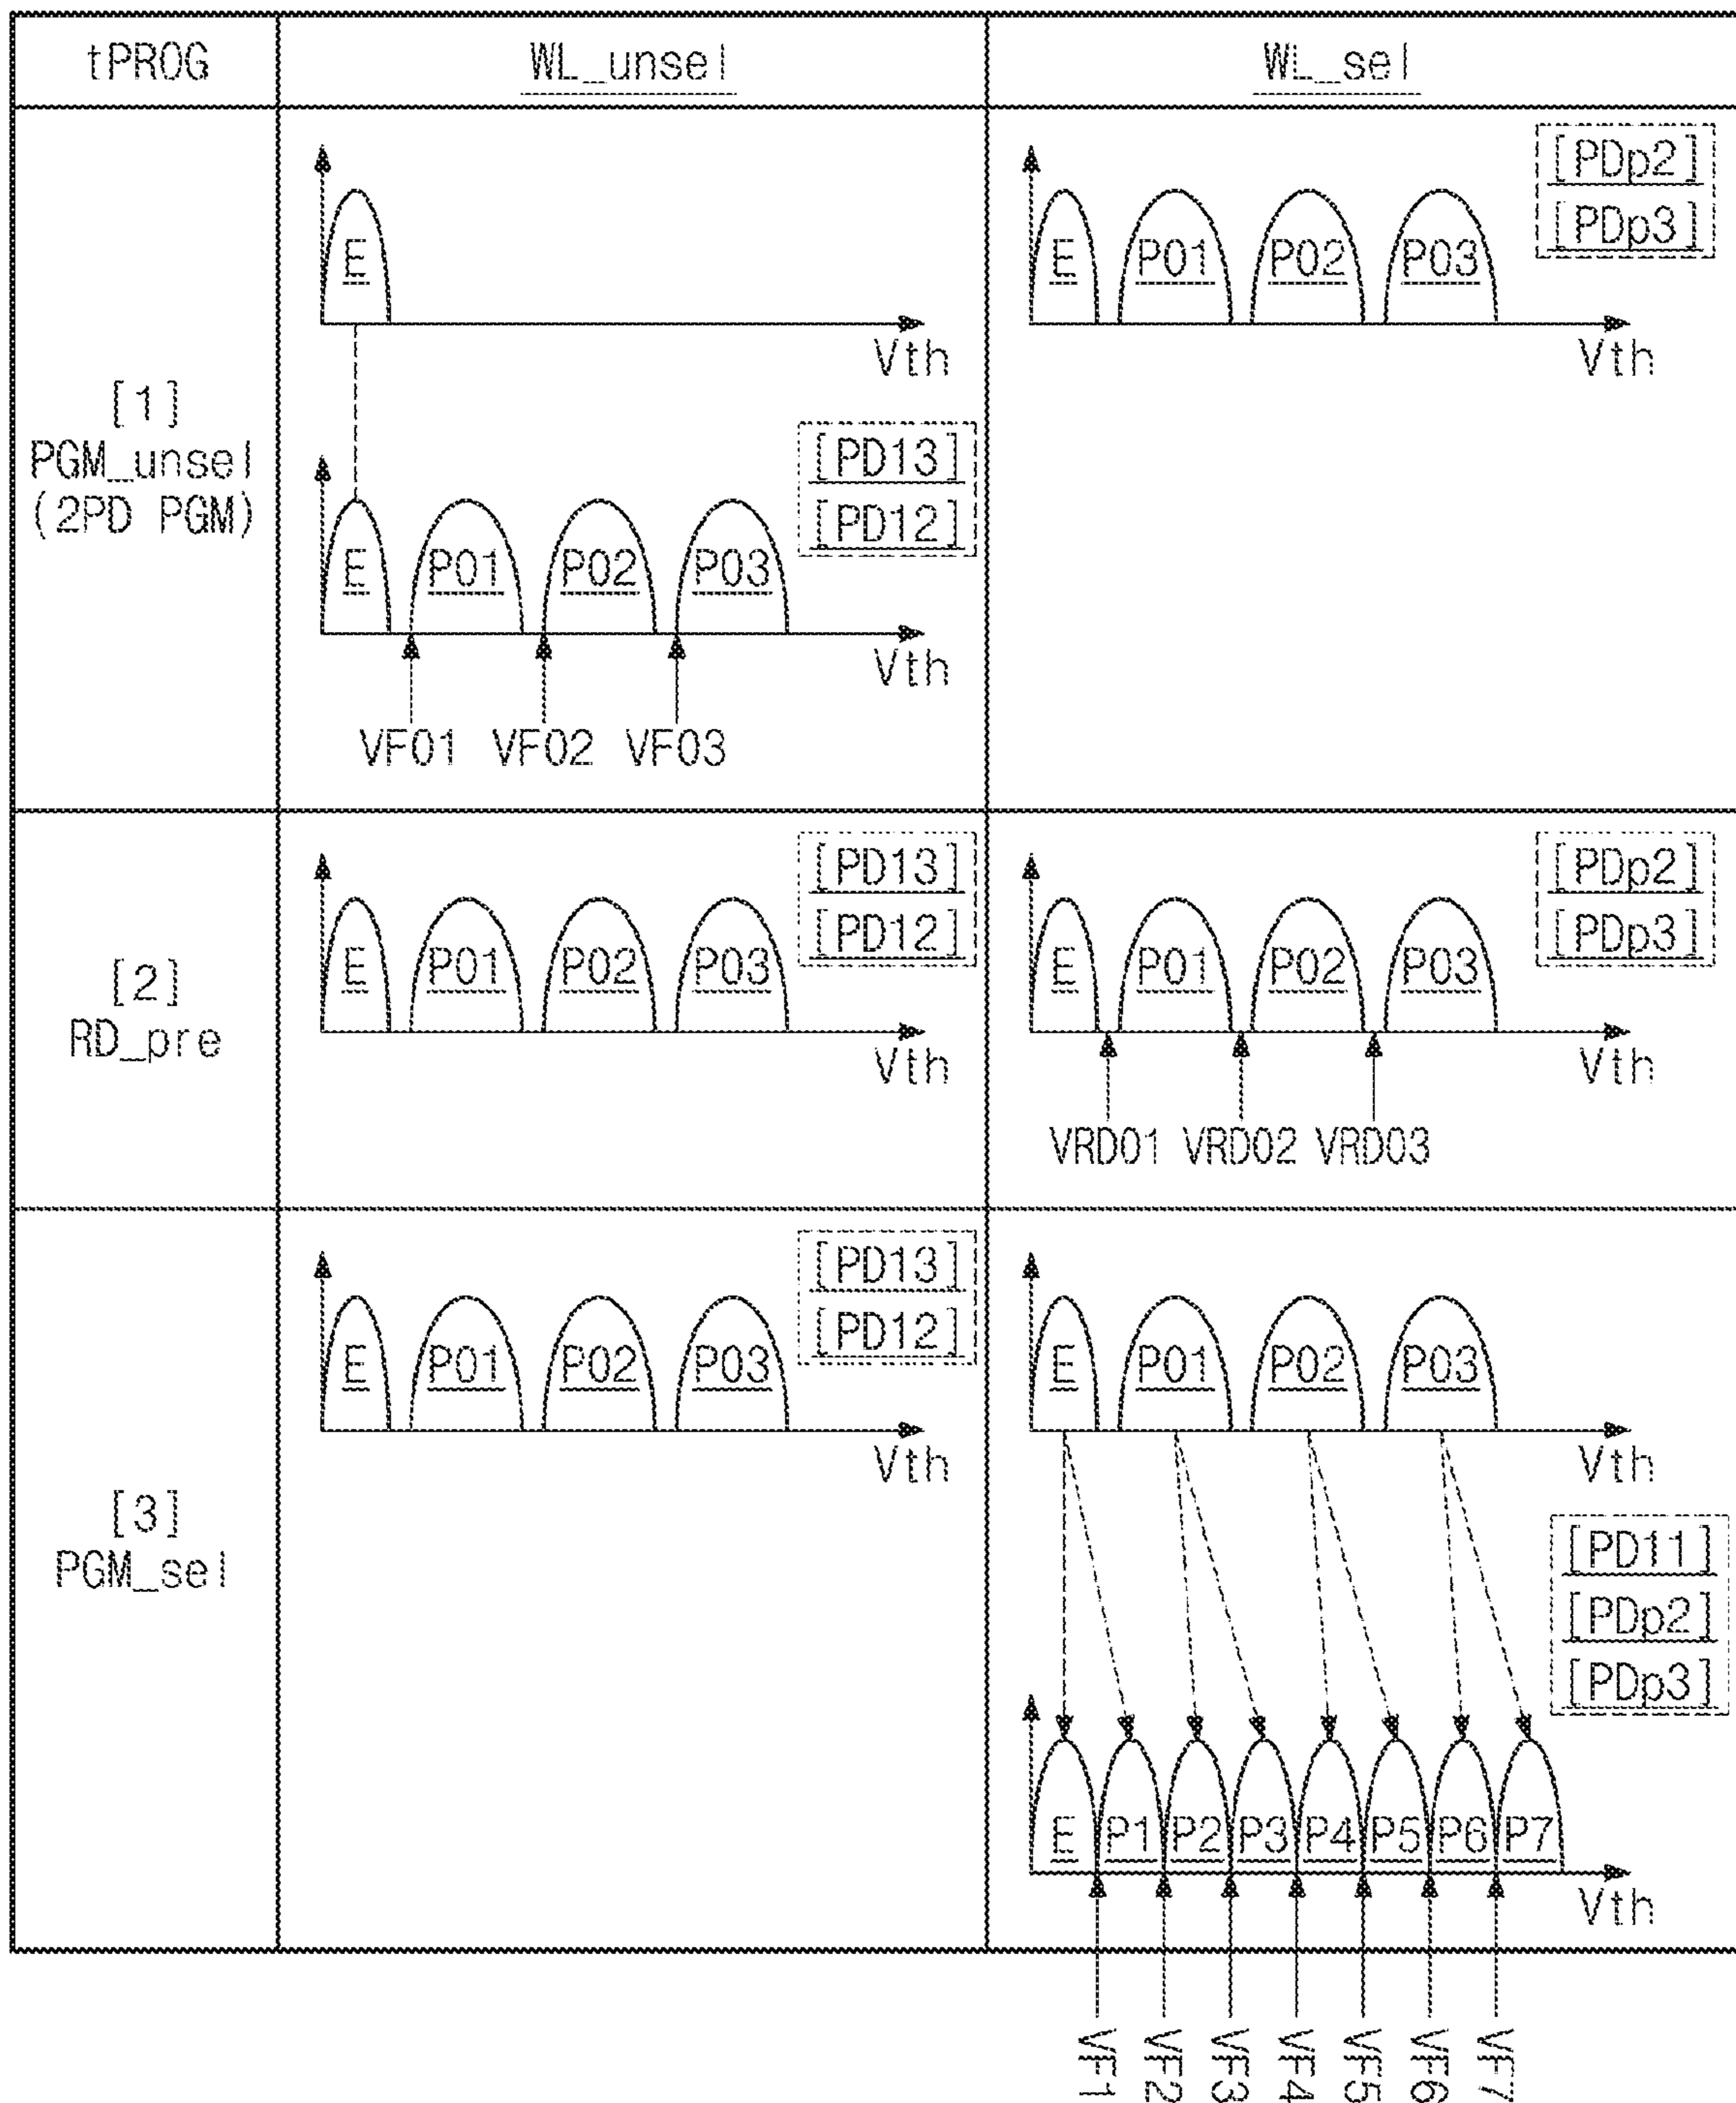 tPROG WL_unsel WL_sel
[1]
PGM_unsel
(2PD PGM)
E
Vth
[PD13]
[PD12]
E P01 P02 P03
Vth
VF01 VF02 VF03
[PDp2]
[PDp3]
E P01 P02 P03
Vth
[2]
RD_pre
[PD13]
[PD12]
E P01 P02 P03
Vth
[PDp2]
[PDp3]
E P01 P02 P03
Vth
VRD01 VRD02 VRD03
[3]
PGM_sel
[PD13]
[PD12]
E P01 P02 P03
Vth
E P01 P02 P03
Vth
[PD11]
[PDp2]
[PDp3]
E P1 P2 P3 P4 P5 P6 P7
Vth
VF1 VF2 VF3 VF4 VF5 VF6 VF7